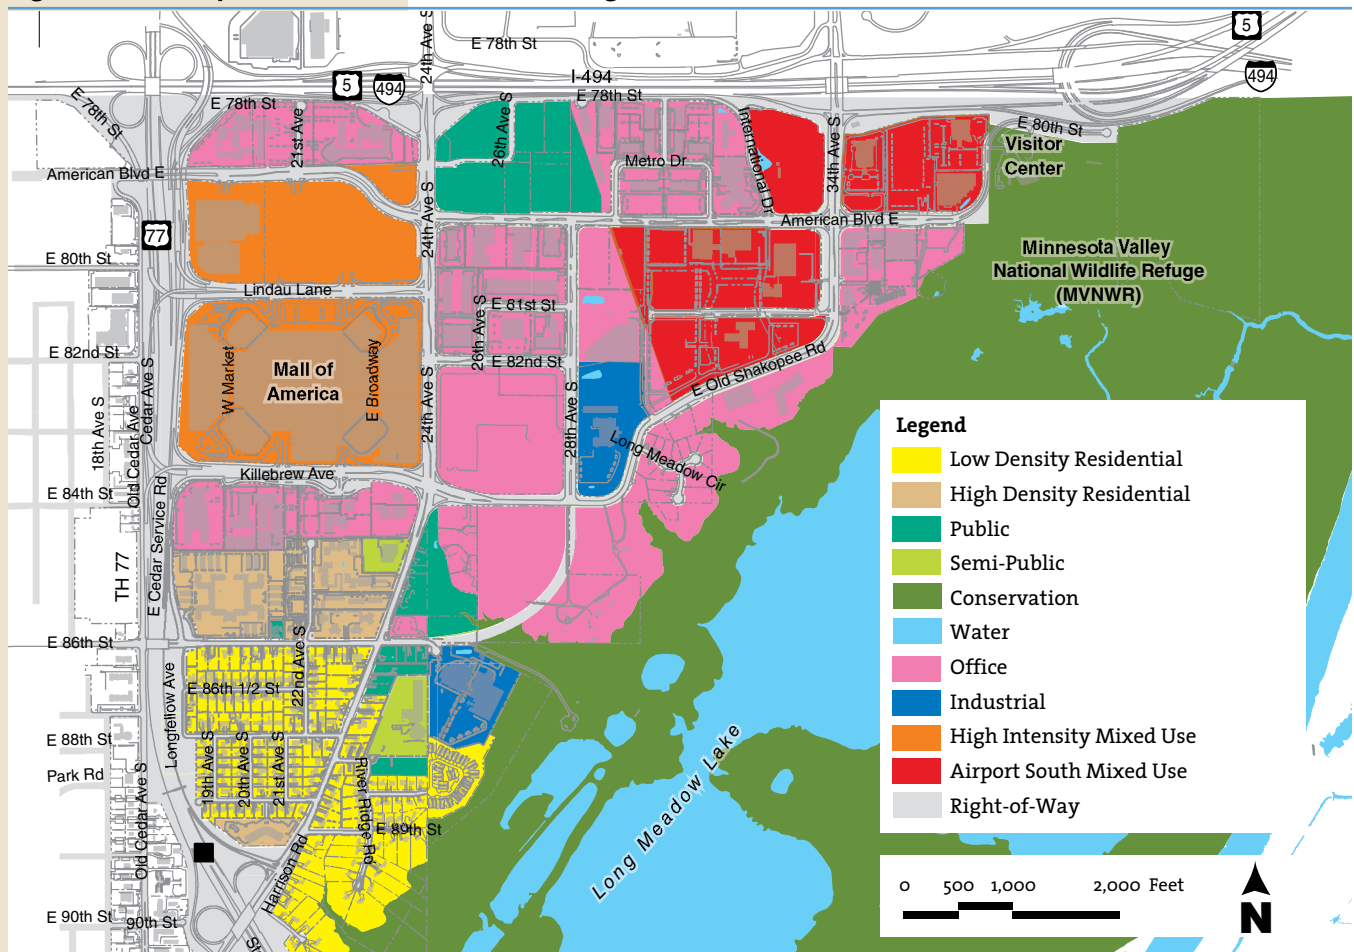 5
E 78th St
24th Ave S
I-494
5
494
494
E 78th St
E 78th St
E 78th St
21st Ave
26th Ave S
International Dr
34th Ave S
E 80th St
Visitor
Center
Metro Dr
American Blvd E
American Blvd E
24th Ave S
77
Minnesota Valley
National Wildlife Refuge
(MVNWR)
E 80th St
Lindau Lane
E 81st St
26th Ave S
E 82nd St
E 82nd St
Cedar Ave S
W Market
Mall of
America
E Broadway
24th Ave S
28th Ave S
E Old Shakopee Rd
18th Ave S
Old Cedar Ave
Long Meadow Cir
Killebrew Ave
E 84th St
E Cedar Service Rd
TH 77
E 86th St
22nd Ave S
E 86th 1/2 St
Longfellow Ave
E 88th St
Park Rd
19th Ave S
20th Ave S
21st Ave S
Old Cedar Ave S
River Ridge Rd
E 89th St
Harrison Rd
E 90th St
90th St
St
Long Meadow Lake
Legend
Low Density Residential
High Density Residential
Public
Semi-Public
Conservation
Water
Office
Industrial
High Intensity Mixed Use
Airport South Mixed Use
Right-of-Way
0 500 1,000 2,000 Feet
N